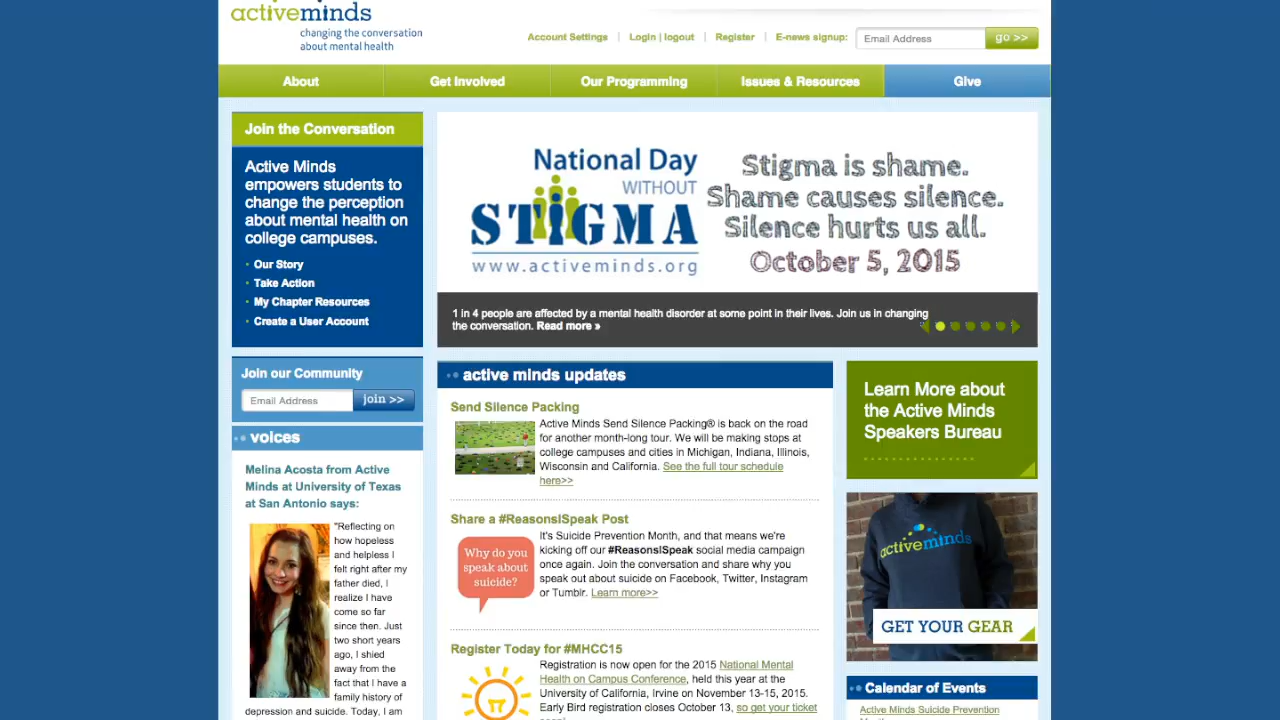 activeminds
changing the conversation
about mental health
Account Settings | Login | logout | Register | E-news signup: Email Address go >>
About Get Involved Our Programming Issues & Resources Give
Join the Conversation
Active Minds
empowers students to
change the perception
about mental health on
college campuses.
• Our Story
• Take Action
• My Chapter Resources
• Create a User Account
National Day
WITHOUT
STIGMA
www.activeminds.org
Stigma is shame.
Shame causes silence.
Silence hurts us all.
October 5, 2015
1 in 4 people are affected by a mental health disorder at some point in their lives. Join us in changing
the conversation. Read more »
Join our Community
Email Address join >>
voices
Melina Acosta from Active
Minds at University of Texas
at San Antonio says:
"Reflecting on
how hopeless
and helpless I
felt right after my
father died, I
realize I have
come so far
since then. Just
two short years
ago, I shied
away from the
fact that I have a
family history of
depression and suicide. Today, I am
active minds updates
Send Silence Packing
Active Minds Send Silence Packing® is back on the road
for another month-long tour. We will be making stops at
college campuses and cities in Michigan, Indiana, Illinois,
Wisconsin and California. See the full tour schedule
here>>
Share a #ReasonsISpeak Post
Why do you
speak about
suicide?
It's Suicide Prevention Month, and that means we're
kicking off our #ReasonsISpeak social media campaign
once again. Join the conversation and share why you
speak out about suicide on Facebook, Twitter, Instagram
or Tumblr. Learn more>>
Register Today for #MHCC15
Registration is now open for the 2015 National Mental
Health on Campus Conference, held this year at the
University of California, Irvine on November 13-15, 2015.
Early Bird registration closes October 13, so get your ticket
Learn More about
the Active Minds
Speakers Bureau
activeminds
GET YOUR GEAR
Calendar of Events
Active Minds Suicide Prevention